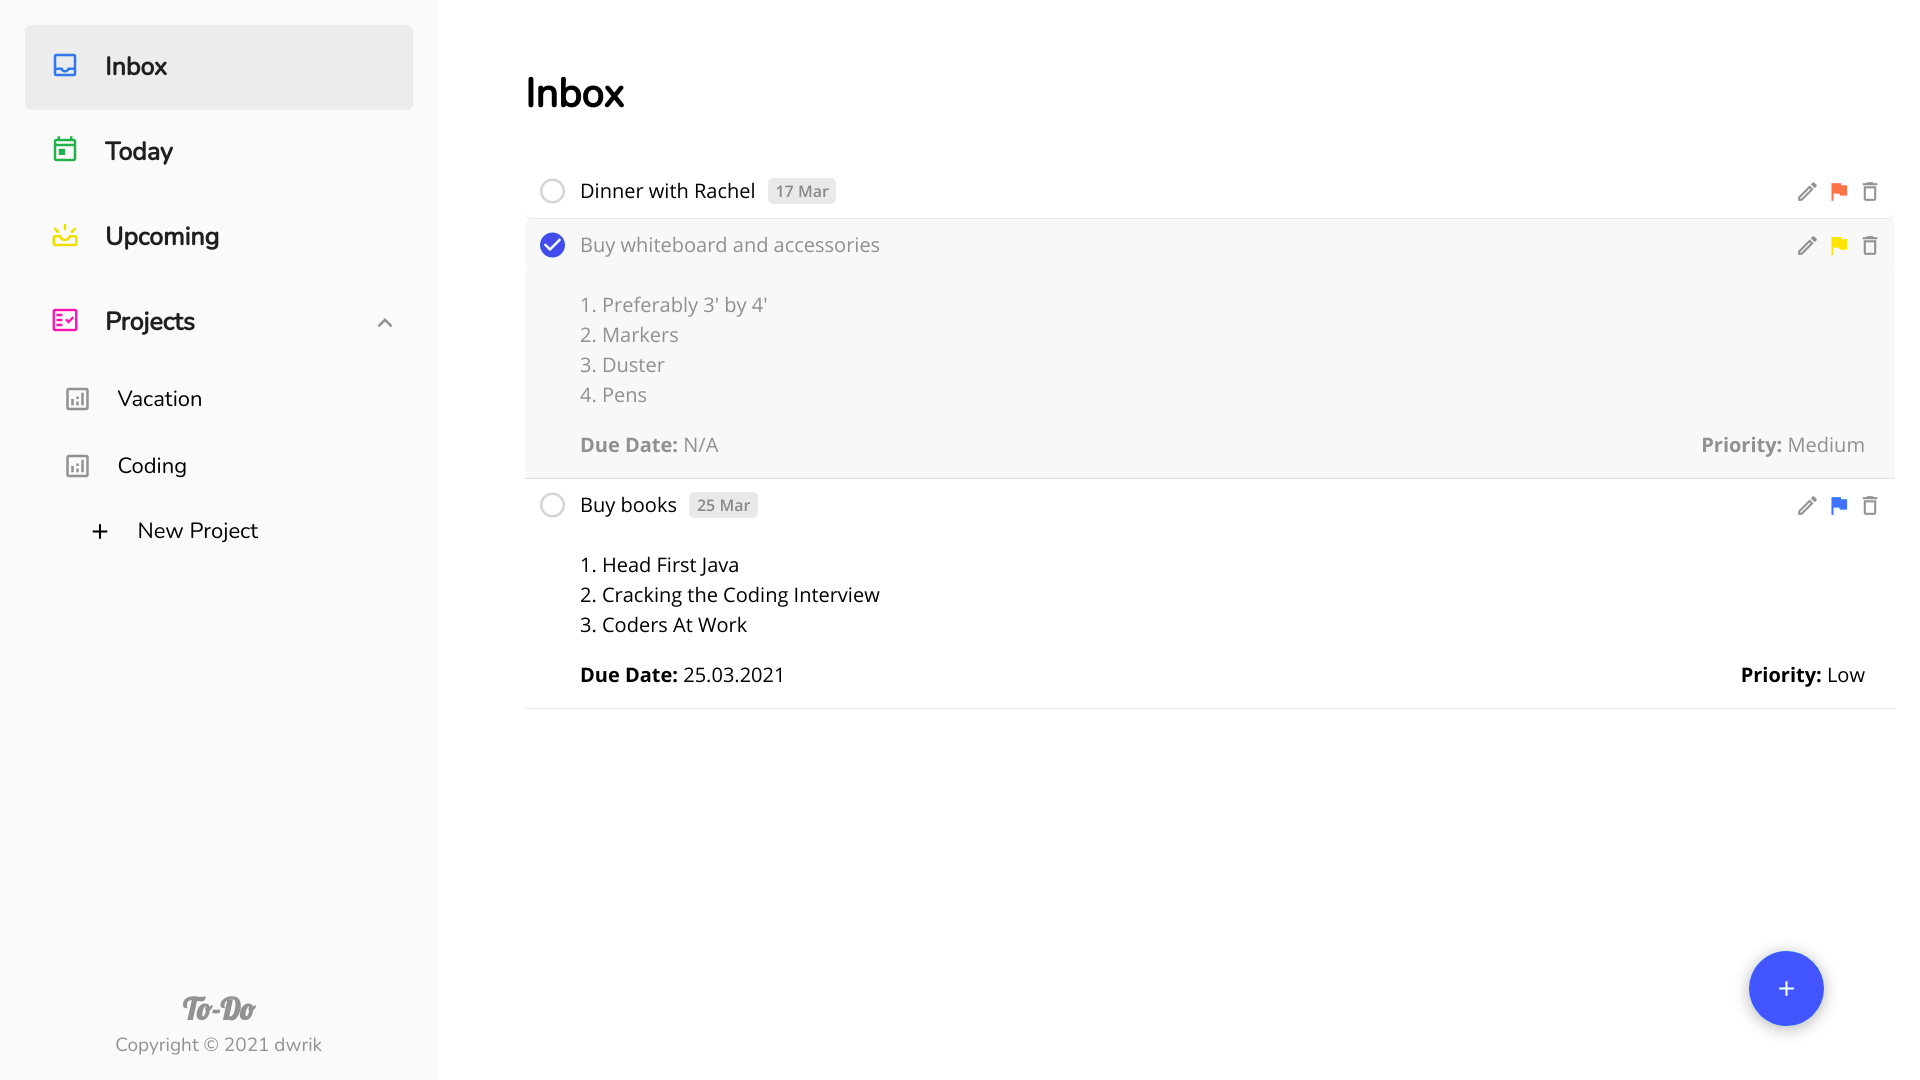 Inbox
Today
Upcoming
Projects
Vacation
Coding
New Project
To-Do
Copyright © 2021 dwrik
Inbox
Dinner with Rachel 17 Mar
Buy whiteboard and accessories
1. Preferably 3' by 4'
2. Markers
3. Duster
4. Pens
Due Date: N/A Priority: Medium
Buy books 25 Mar
1. Head First Java
2. Cracking the Coding Interview
3. Coders At Work
Due Date: 25.03.2021 Priority: Low